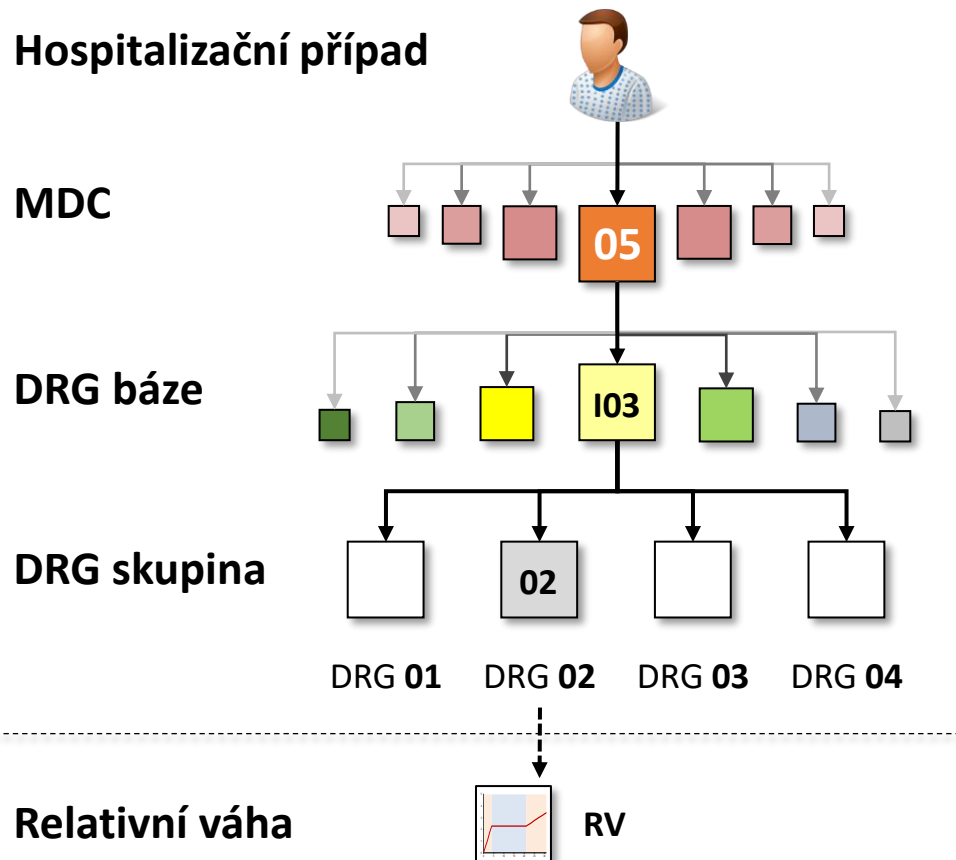 Hospitalizační případ
MDC
05
DRG báze
I03
DRG skupina
02
DRG 01 DRG 02 DRG 03 DRG 04
Relativní váha
RV